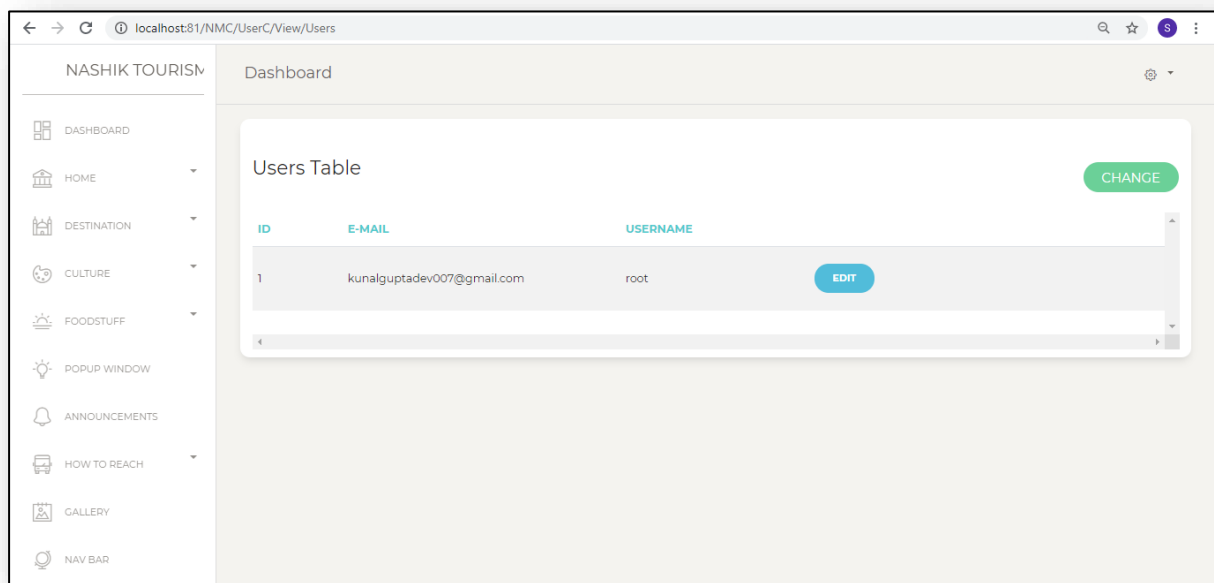 localhost:81/NMC/UserC/View/Users
S
NASHIK TOURISM
Dashboard
DASHBOARD
HOME
DESTINATION
CULTURE
FOODSTUFF
POPUP WINDOW
ANNOUNCEMENTS
HOW TO REACH
GALLERY
NAV BAR
Users Table
CHANGE
ID E-MAIL USERNAME
1 kunalguptadev007@gmail.com root EDIT